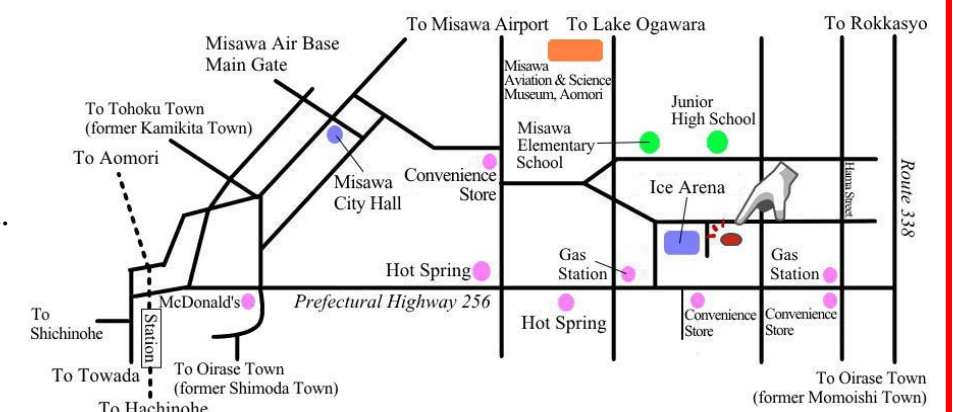 To Misawa Airport
To Lake Ogawara
To Rokkasyo
Misawa Air Base
Main Gate
Misawa
Aviation & Science
Museum, Aomori
To Tohoku Town
(former Kamikita Town)
Junior
High School
Misawa
Elementary
School
To Aomori
Misawa
City Hall
Convenience
Store
Ice Arena
Hama Street
Route 338
Hot Spring
Gas
Station
Gas
Station
McDonald's
Prefectural Highway 256
To
Shichinohe
Station
Hot Spring
Convenience
Store
Convenience
Store
To Towada
To Oirase Town
(former Shimoda Town)
To Oirase Town
(former Momoishi Town)
To Hachinohe